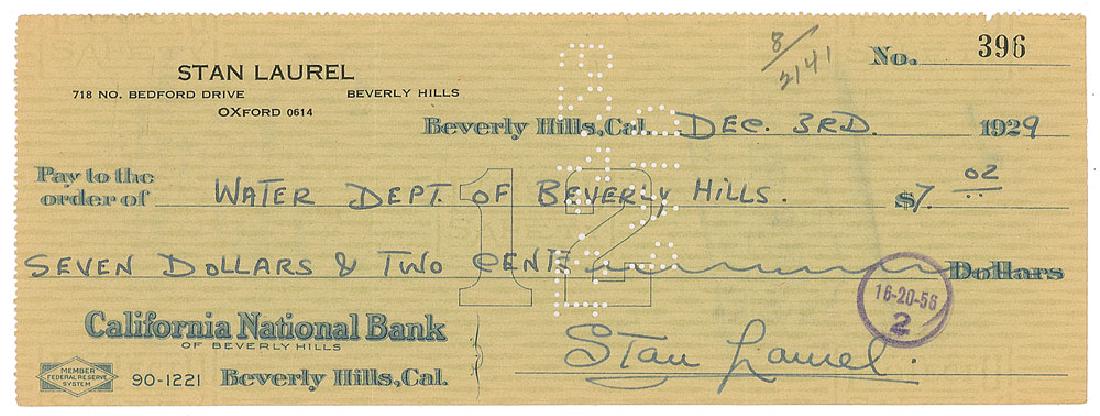 8/2141
No. 396
STAN LAUREL
718 NO. BEDFORD DRIVE BEVERLY HILLS
OXFORD 0614
Beverly Hills, Cal. DEC. 3RD. 1929
Pay to the order of WATER DEPT. OF BEVERLY HILLS. $7.02
12
SEVEN DOLLARS & TWO CENTS Dollars
16-20-56
2
California National Bank
OF BEVERLY HILLS
Stan Laurel.
MEMBER
FEDERAL RESERVE
SYSTEM
90-1221 Beverly Hills, Cal.